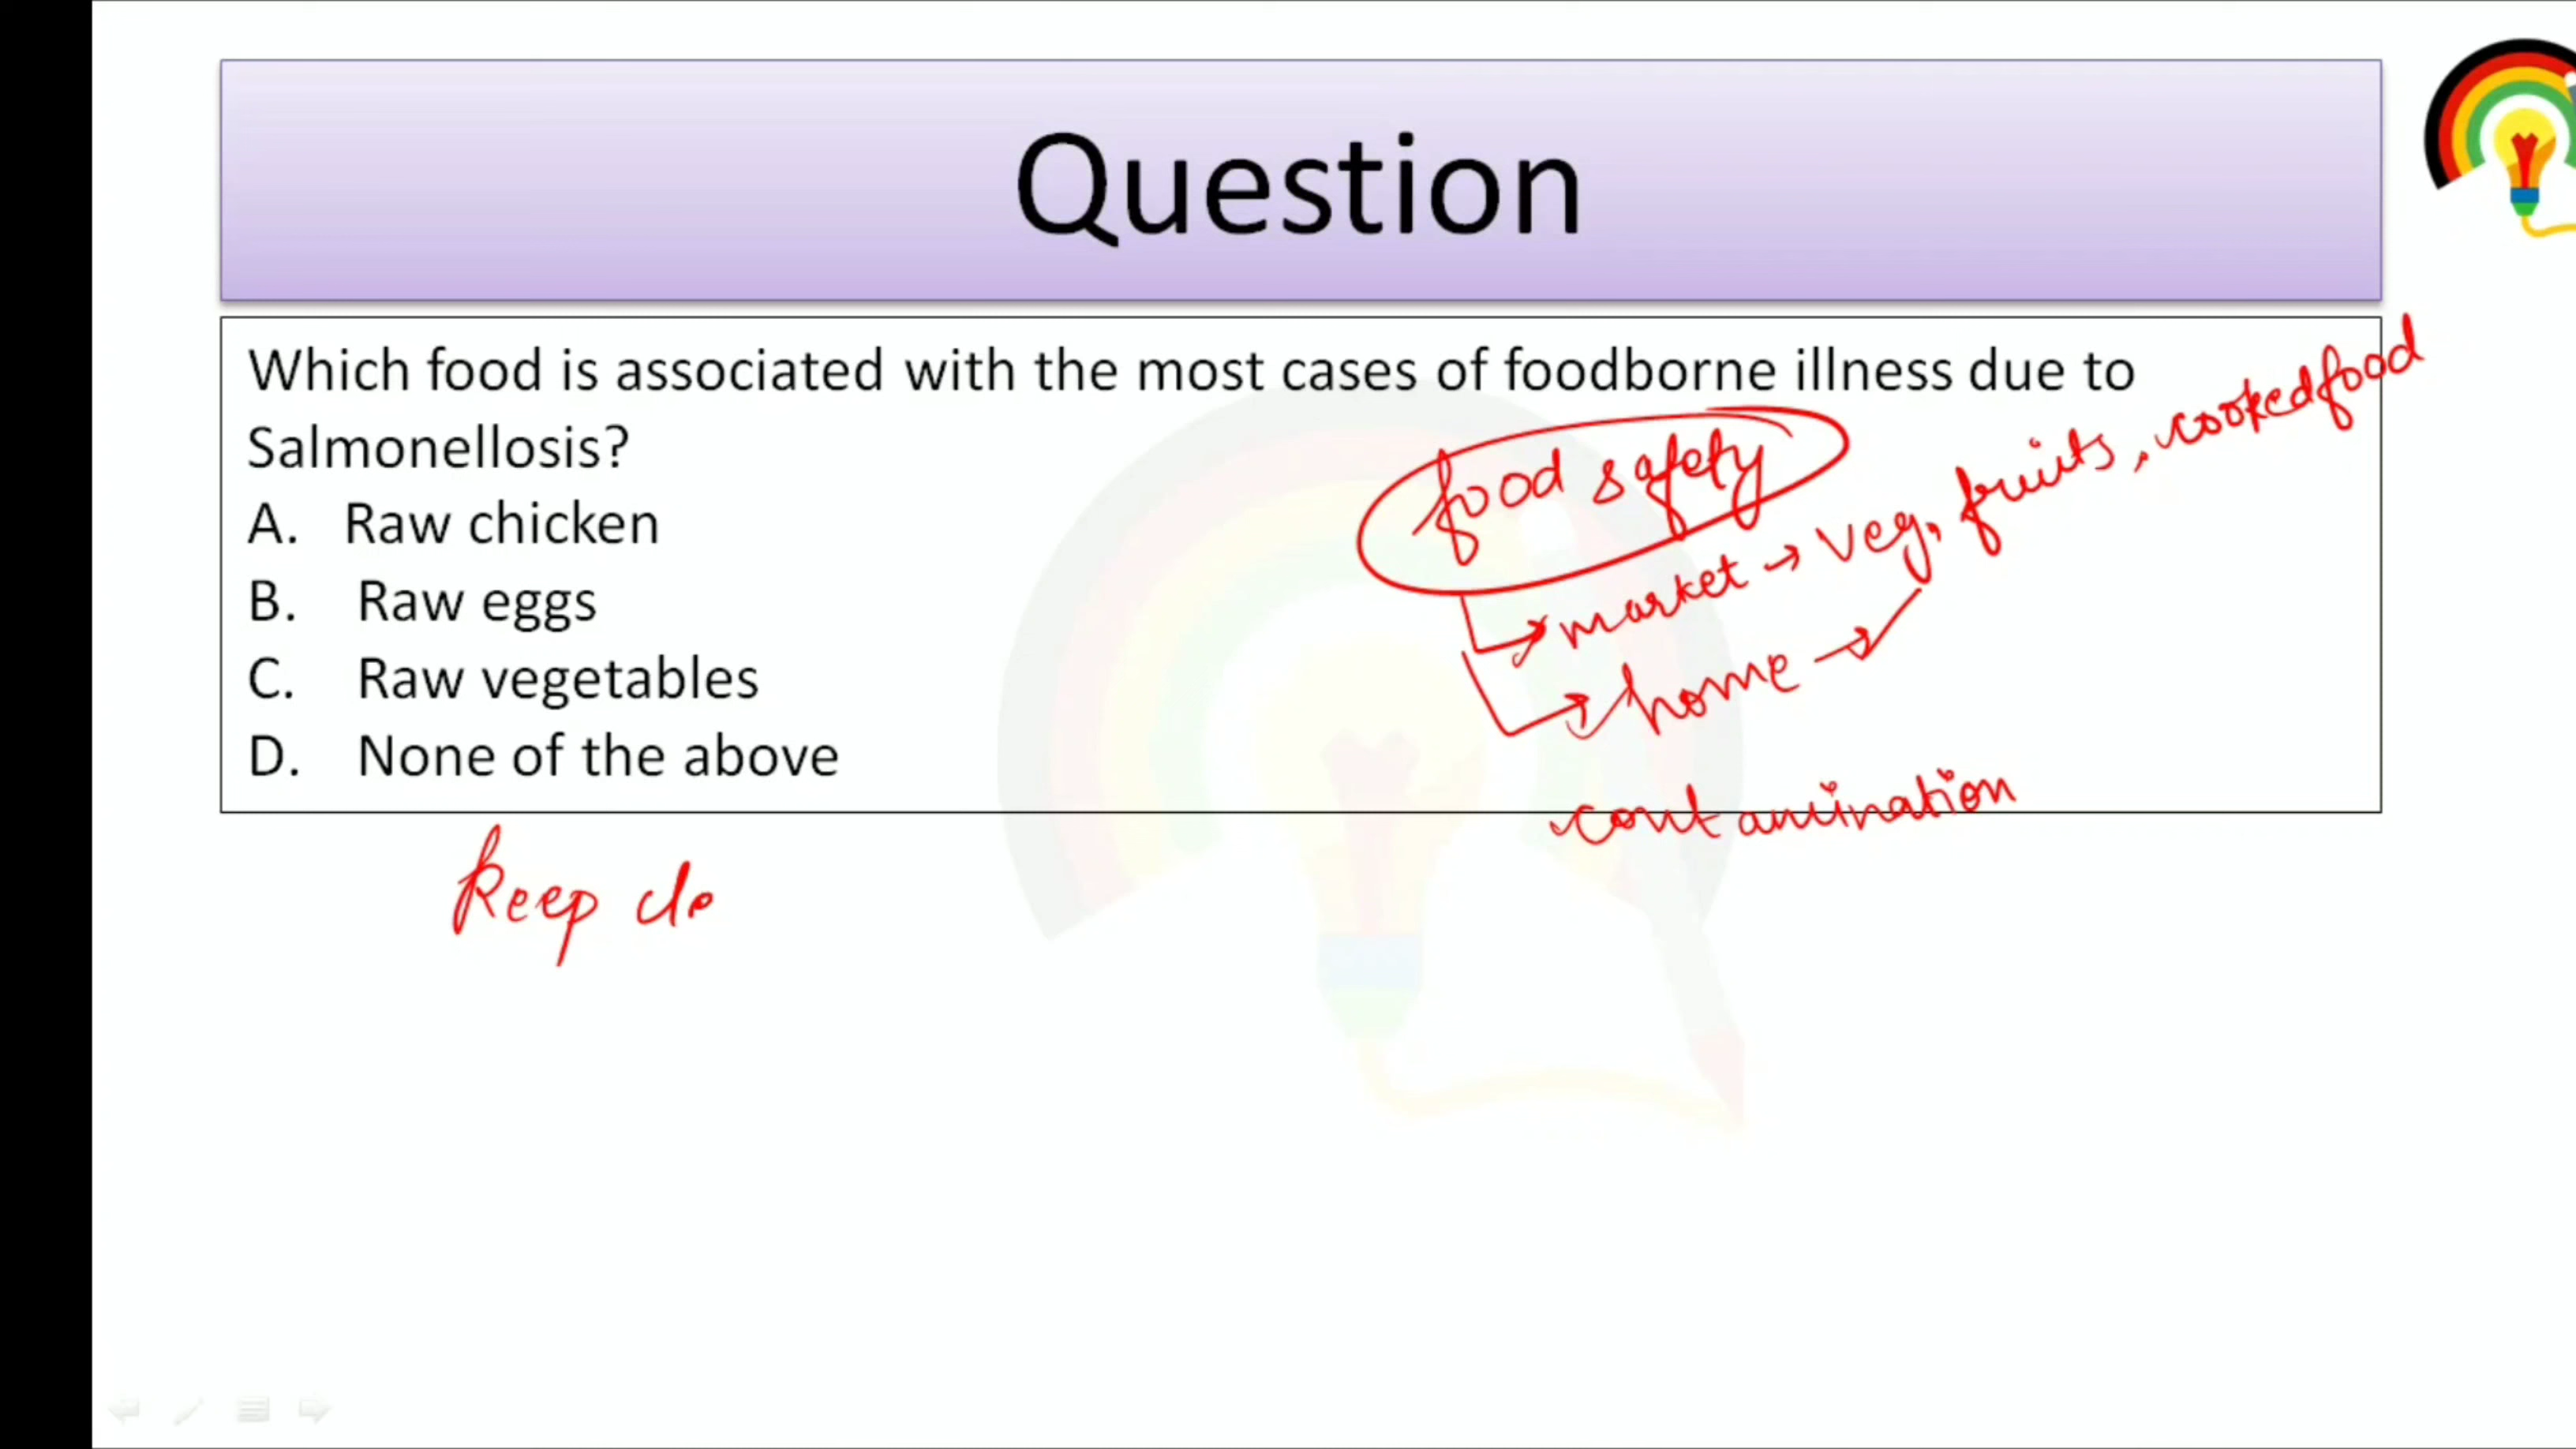 Question
Which food is associated with the most cases of foodborne illness due to
Salmonellosis?
A. Raw chicken
B. Raw eggs
C. Raw vegetables
D. None of the above
food safety
market → veg, fruits, cooked food
home →
contamination
keep cle